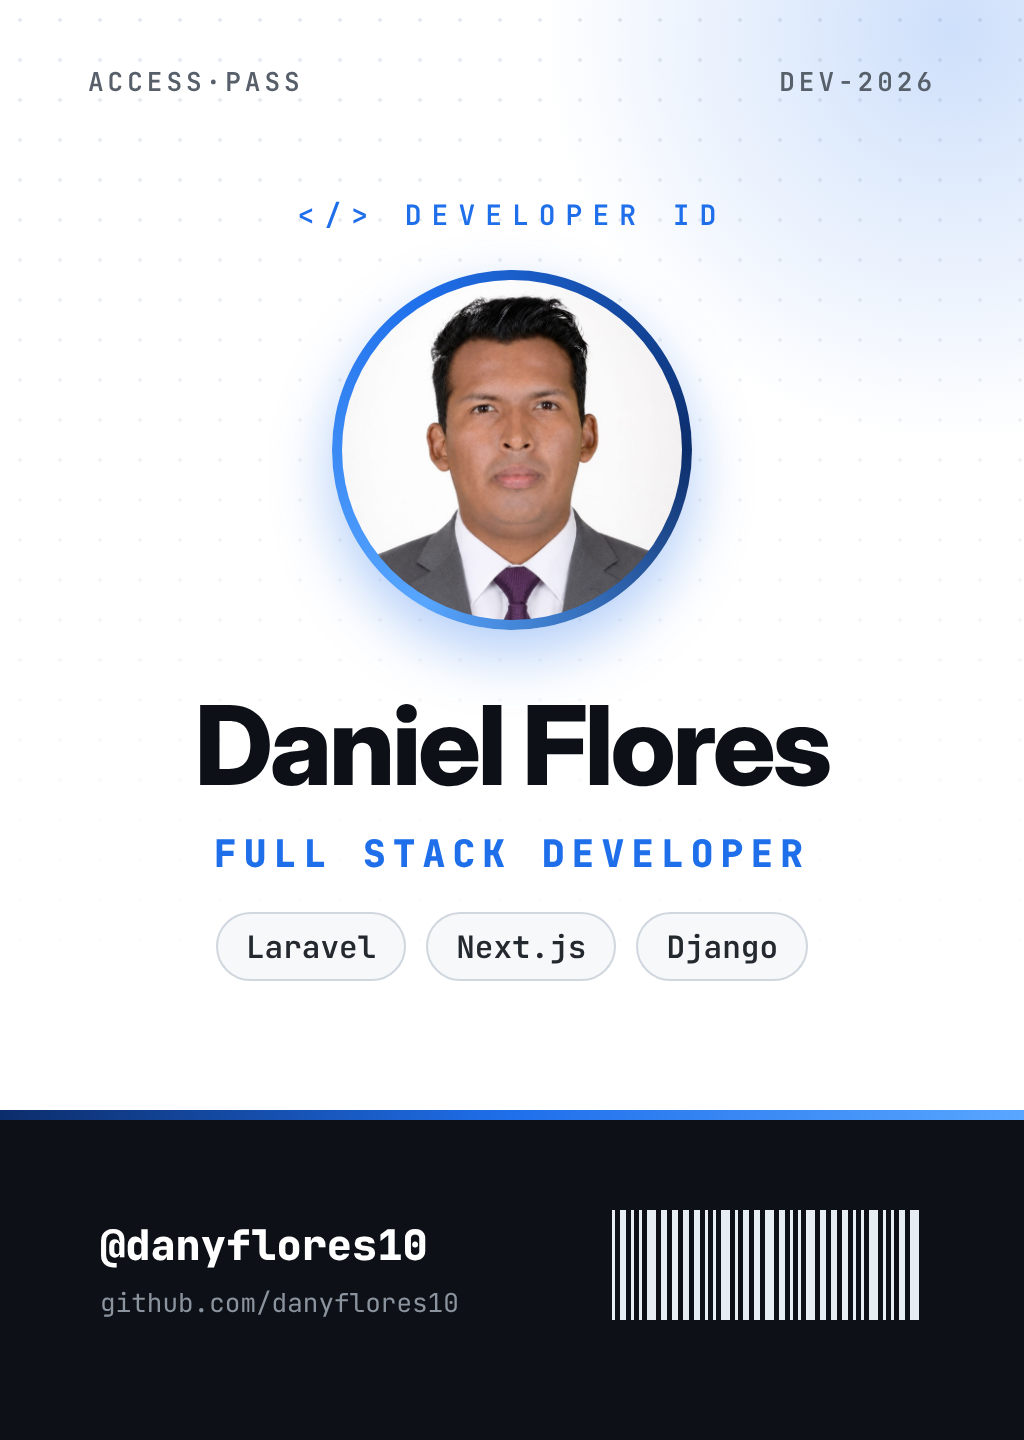 ACCESS·PASS
DEV-2026
</> DEVELOPER ID
Daniel Flores
FULL STACK DEVELOPER
Laravel
Next.js
Django
@danyflores10
github.com/danyflores10